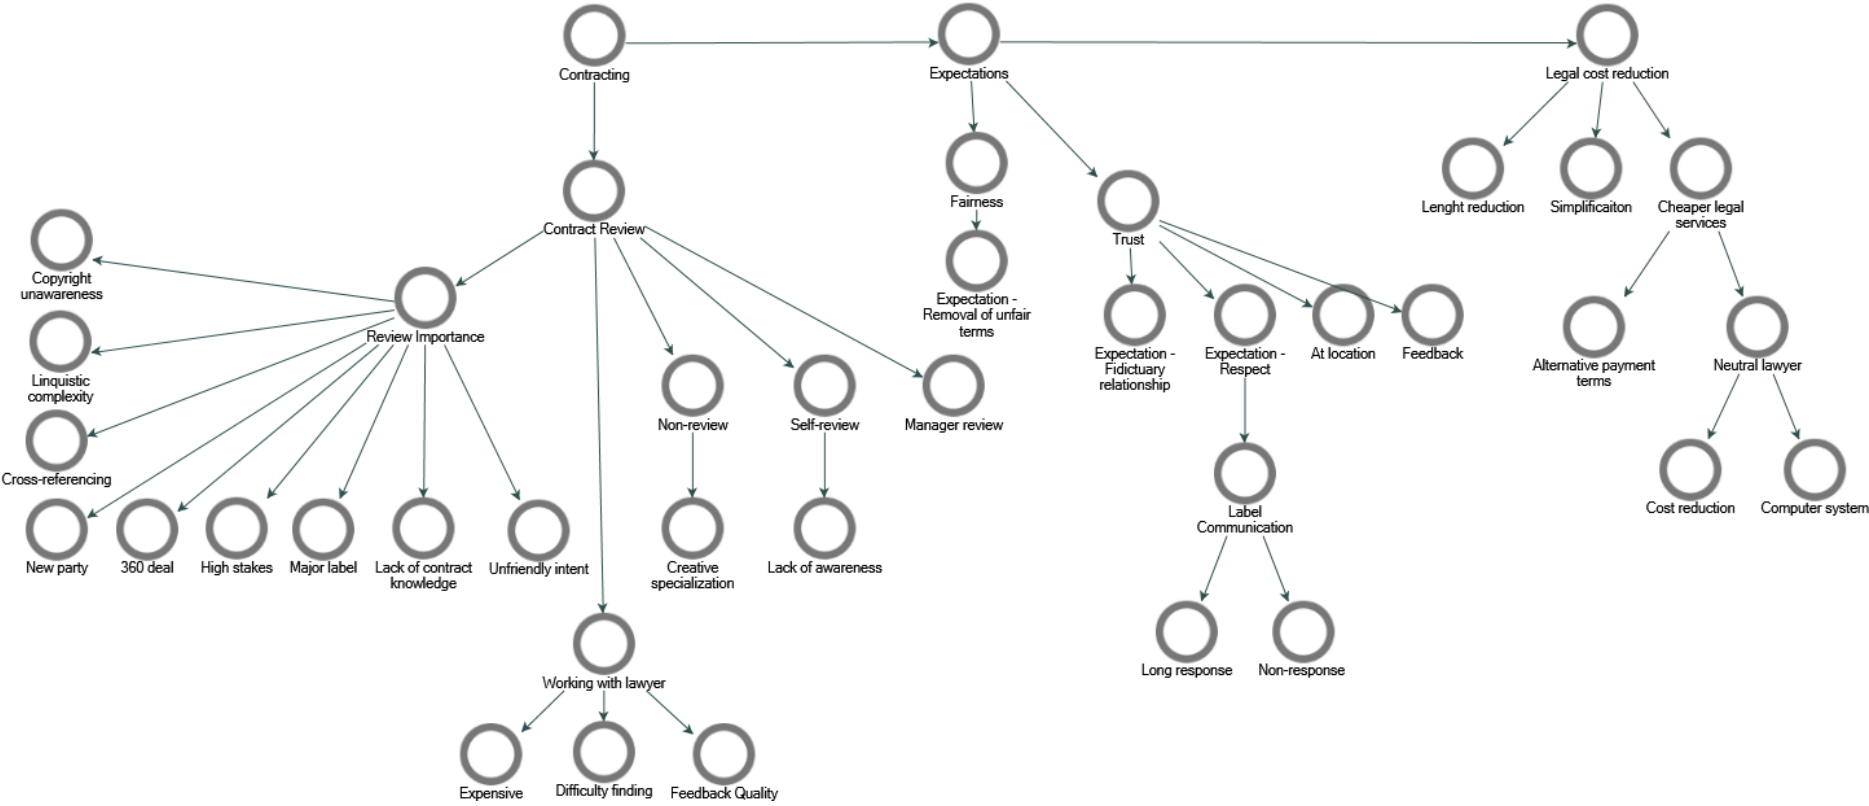 Contracting
Expectations
Legal cost reduction
Contract Review
Fairness
Trust
Lenght reduction
Simplificaiton
Cheaper legal
services
Copyright
unawareness
Review Importance
Expectation -
Removal of unfair
terms
Expectation -
Fidictuary
relationship
Expectation -
Respect
At location
Feedback
Alternative payment
terms
Neutral lawyer
Linquistic
complexity
Non-review
Self-review
Manager review
Cross-referencing
Label
Communication
Cost reduction
Computer system
New party
360 deal
High stakes
Major label
Lack of contract
knowledge
Unfriendly intent
Creative
specialization
Lack of awareness
Working with lawyer
Long response
Non-response
Expensive
Difficulty finding
Feedback Quality